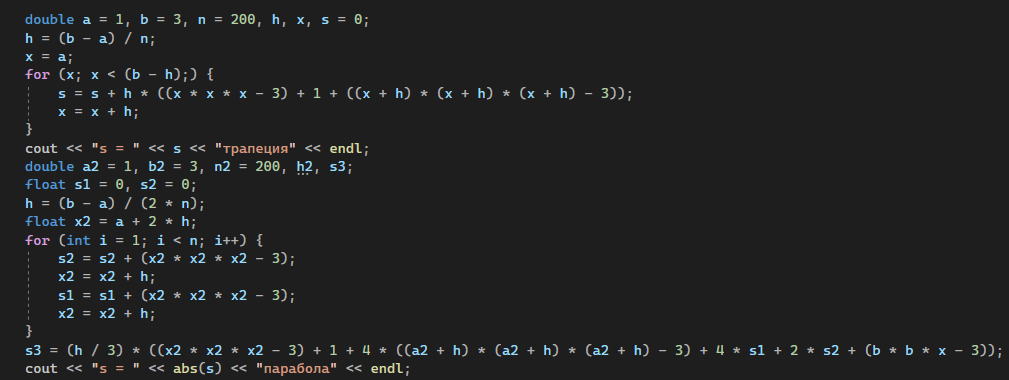 double a = 1, b = 3, n = 200, h, x, s = 0;
h = (b - a) / n;
x = a;
for (x; x < (b - h);) {
s = s + h * ((x * x * x - 3) + 1 + ((x + h) * (x + h) * (x + h) - 3));
x = x + h;
}
cout << "s = " << s << "трапеция" << endl;
double a2 = 1, b2 = 3, n2 = 200, h2, s3;
float s1 = 0, s2 = 0;
h = (b - a) / (2 * n);
float x2 = a + 2 * h;
for (int i = 1; i < n; i++) {
s2 = s2 + (x2 * x2 * x2 - 3);
x2 = x2 + h;
s1 = s1 + (x2 * x2 * x2 - 3);
x2 = x2 + h;
}
s3 = (h / 3) * ((x2 * x2 * x2 - 3) + 1 + 4 * ((a2 + h) * (a2 + h) * (a2 + h) - 3) + 4 * s1 + 2 * s2 + (b * b * x - 3));
cout << "s = " << abs(s) << "парабола" << endl;